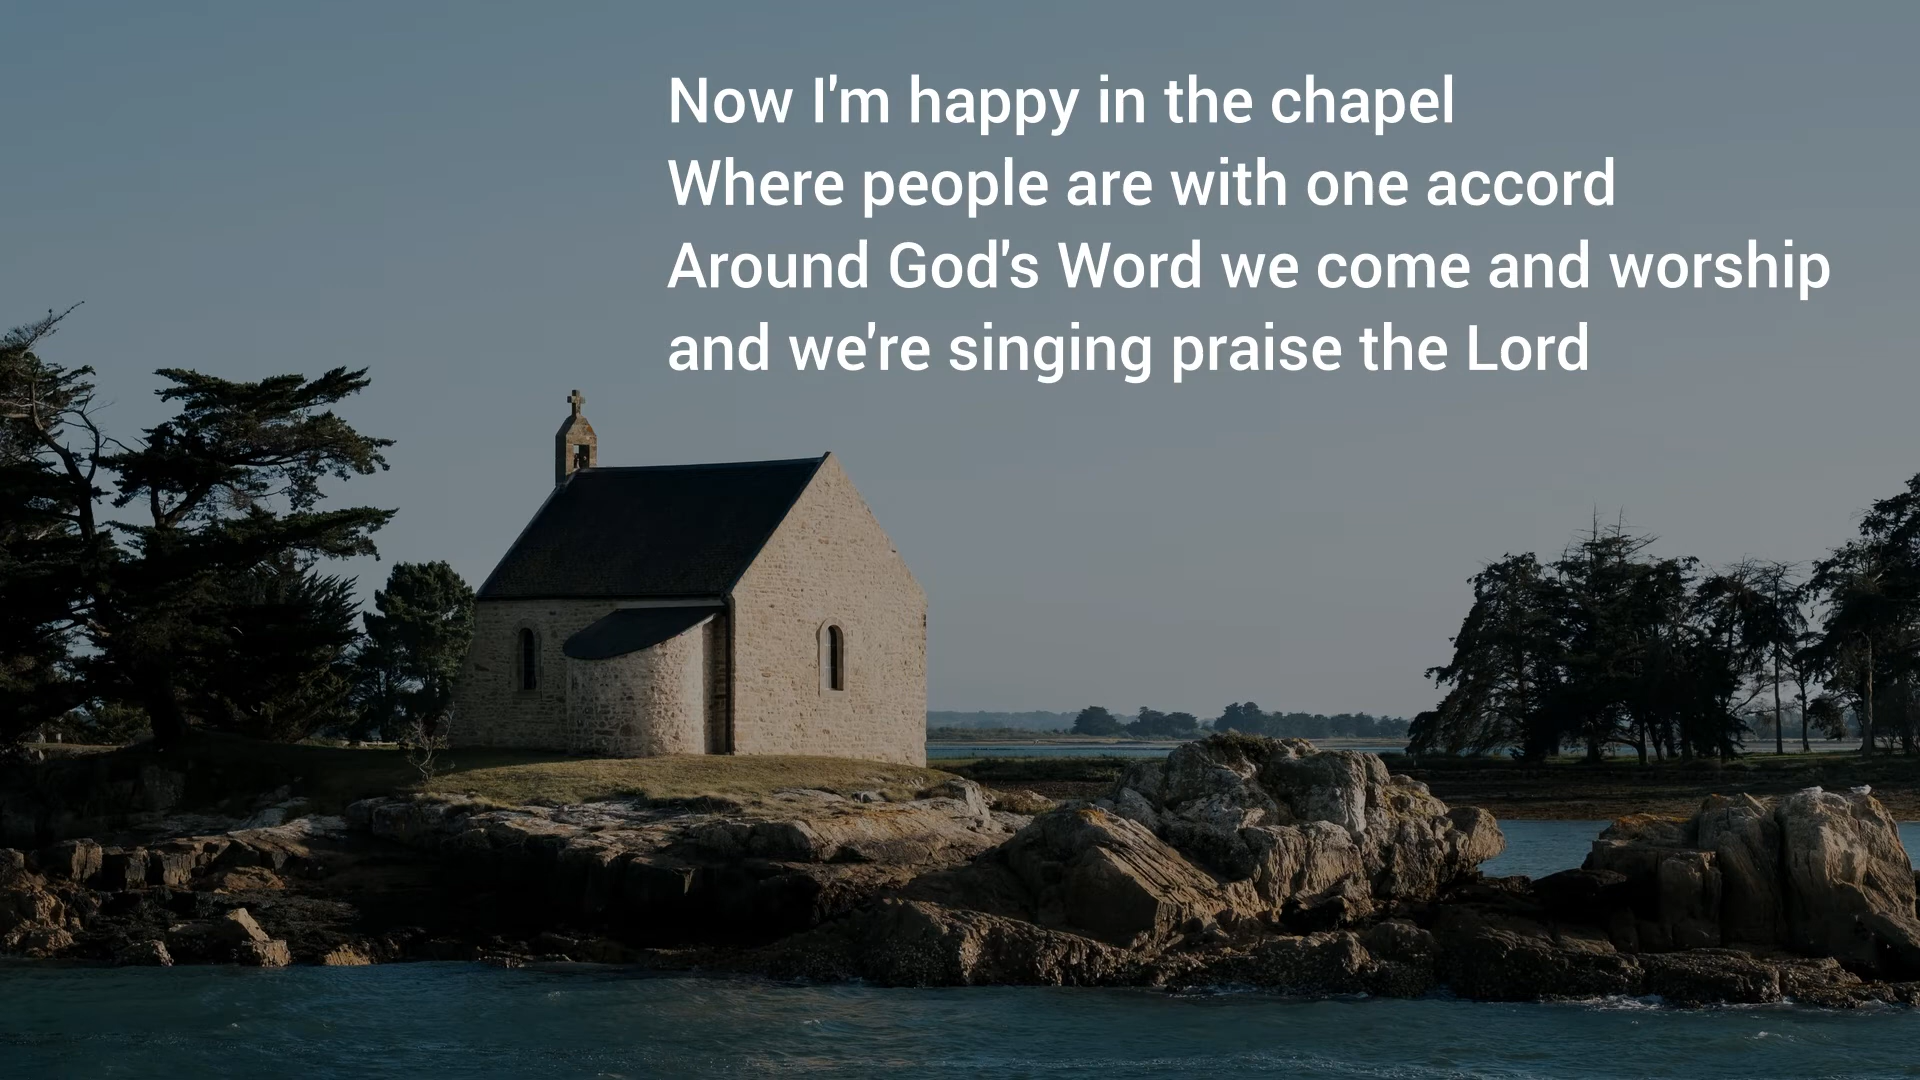 Now I'm happy in the chapel
Where people are with one accord
Around God's Word we come and worship
and we're singing praise the Lord